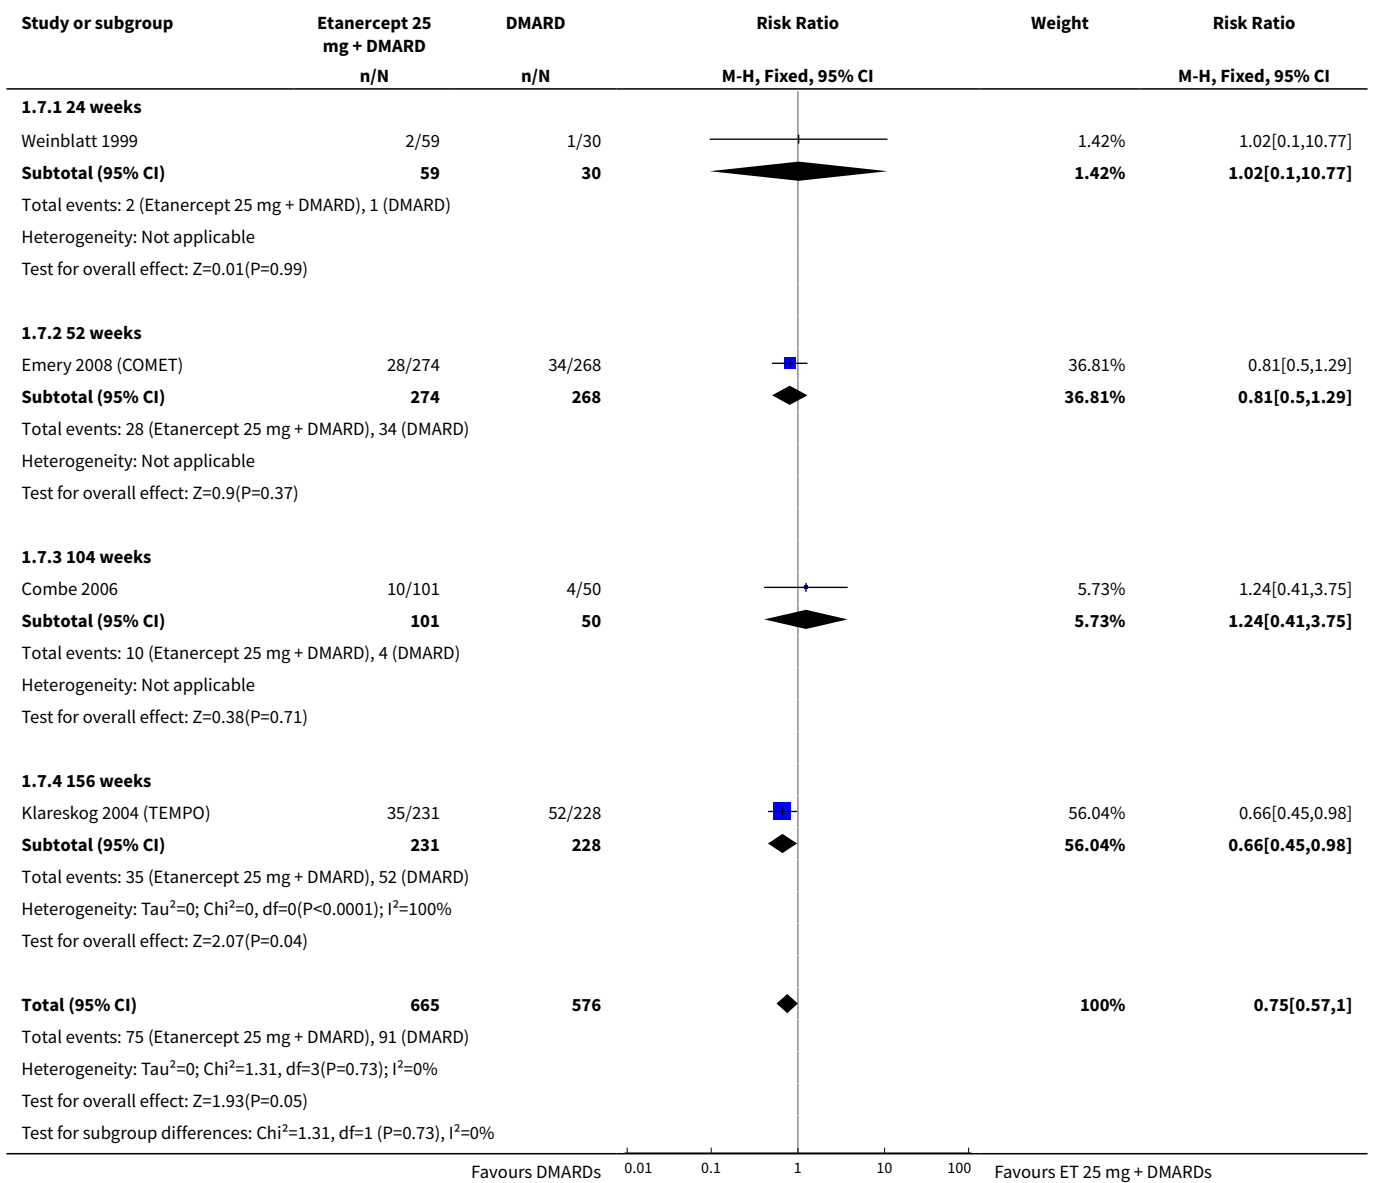 Study or subgroup Etanercept 25 DMARD Risk Ratio Weight Risk Ratio
mg + DMARD
n/N n/N M-H, Fixed, 95% CI M-H, Fixed, 95% CI
1.7.1 24 weeks
Weinblatt 1999 2/59 1/30 1.42% 1.02[0.1,10.77]
Subtotal (95% CI) 59 30 1.42% 1.02[0.1,10.77]
Total events: 2 (Etanercept 25 mg + DMARD), 1 (DMARD)
Heterogeneity: Not applicable
Test for overall effect: Z=0.01(P=0.99)
1.7.2 52 weeks
Emery 2008 (COMET) 28/274 34/268 36.81% 0.81[0.5,1.29]
Subtotal (95% CI) 274 268 36.81% 0.81[0.5,1.29]
Total events: 28 (Etanercept 25 mg + DMARD), 34 (DMARD)
Heterogeneity: Not applicable
Test for overall effect: Z=0.9(P=0.37)
1.7.3 104 weeks
Combe 2006 10/101 4/50 5.73% 1.24[0.41,3.75]
Subtotal (95% CI) 101 50 5.73% 1.24[0.41,3.75]
Total events: 10 (Etanercept 25 mg + DMARD), 4 (DMARD)
Heterogeneity: Not applicable
Test for overall effect: Z=0.38(P=0.71)
1.7.4 156 weeks
Klareskog 2004 (TEMPO) 35/231 52/228 56.04% 0.66[0.45,0.98]
Subtotal (95% CI) 231 228 56.04% 0.66[0.45,0.98]
Total events: 35 (Etanercept 25 mg + DMARD), 52 (DMARD)
Heterogeneity: Tau²=0; Chi²=0, df=0(P<0.0001); I²=100%
Test for overall effect: Z=2.07(P=0.04)
Total (95% CI) 665 576 100% 0.75[0.57,1]
Total events: 75 (Etanercept 25 mg + DMARD), 91 (DMARD)
Heterogeneity: Tau²=0; Chi²=1.31, df=3(P=0.73); I²=0%
Test for overall effect: Z=1.93(P=0.05)
Test for subgroup differences: Chi²=1.31, df=1 (P=0.73), I²=0%
Favours DMARDs 0.01 0.1 1 10 100 Favours ET 25 mg + DMARDs